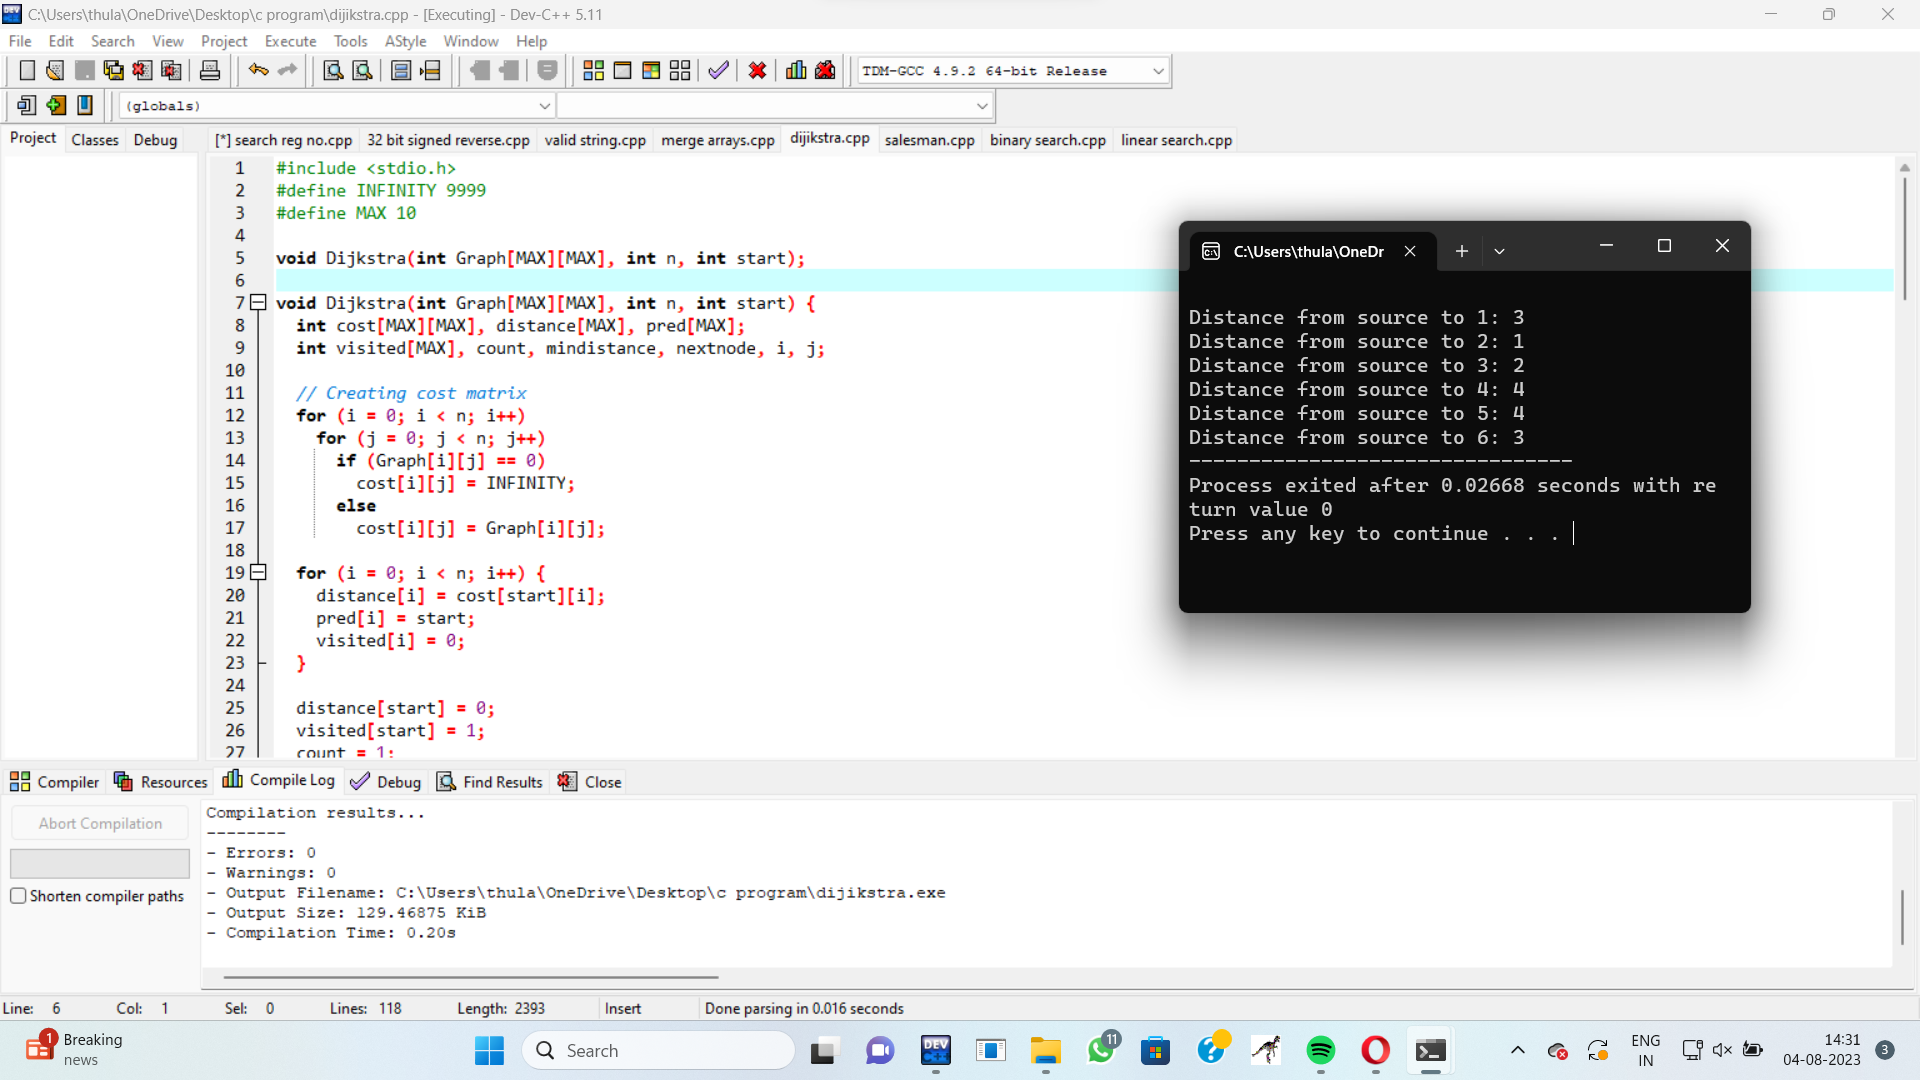 C:\Users\thula\OneDrive\Desktop\c program\dijikstra.cpp - [Executing] - Dev-C++ 5.11
File Edit Search View Project Execute Tools AStyle Window Help
TDM-GCC 4.9.2 64-bit Release
(globals)
Project Classes Debug
[*] search reg no.cpp 32 bit signed reverse.cpp valid string.cpp merge arrays.cpp dijikstra.cpp salesman.cpp binary search.cpp linear search.cpp
1 #include <stdio.h>
2 #define INFINITY 9999
3 #define MAX 10
4
5 void Dijkstra(int Graph[MAX][MAX], int n, int start);
6
7 void Dijkstra(int Graph[MAX][MAX], int n, int start) {
8 int cost[MAX][MAX], distance[MAX], pred[MAX];
9 int visited[MAX], count, mindistance, nextnode, i, j;
10
11 // Creating cost matrix
12 for (i = 0; i < n; i++)
13 for (j = 0; j < n; j++)
14 if (Graph[i][j] == 0)
15 cost[i][j] = INFINITY;
16 else
17 cost[i][j] = Graph[i][j];
18
19 for (i = 0; i < n; i++) {
20 distance[i] = cost[start][i];
21 pred[i] = start;
22 visited[i] = 0;
23 }
24
25 distance[start] = 0;
26 visited[start] = 1;
27 count = 1;
C:\Users\thula\OneDr
Distance from source to 1: 3
Distance from source to 2: 1
Distance from source to 3: 2
Distance from source to 4: 4
Distance from source to 5: 4
Distance from source to 6: 3
--------------------------------
Process exited after 0.02668 seconds with re
turn value 0
Press any key to continue . . .
Compiler Resources Compile Log Debug Find Results Close
Abort Compilation
Shorten compiler paths
Compilation results...
--------
- Errors: 0
- Warnings: 0
- Output Filename: C:\Users\thula\OneDrive\Desktop\c program\dijikstra.exe
- Output Size: 129.46875 KiB
- Compilation Time: 0.20s
Line: 6 Col: 1 Sel: 0 Lines: 118 Length: 2393 Insert Done parsing in 0.016 seconds
1 Breaking
news
Search
DEV
C++
11
ENG
IN
14:31
04-08-2023
3